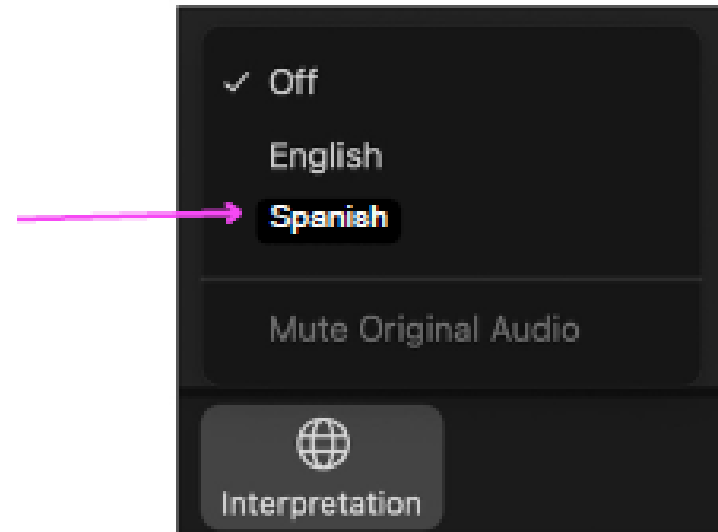 Off
English
Spanish
Mute Original Audio
Interpretation